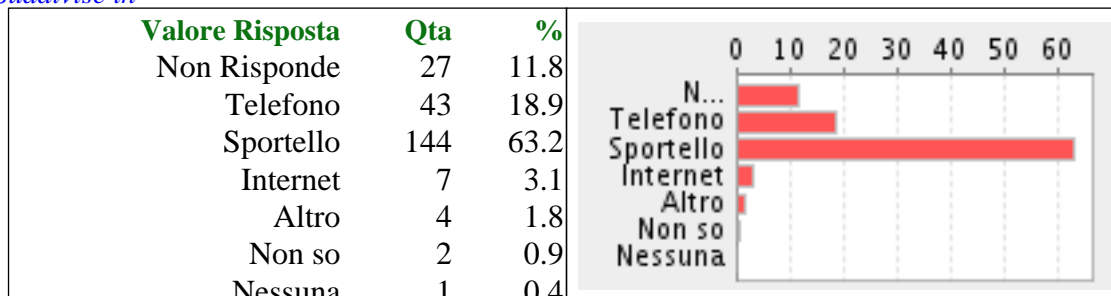 Valore Risposta Qta %
Non Risponde 27 11.8
Telefono 43 18.9
Sportello 144 63.2
Internet 7 3.1
Altro 4 1.8
Non so 2 0.9
Nessuna 1 0.4
0 10 20 30 40 50 60
N...
Telefono
Sportello
Internet
Altro
Non so
Nessuna